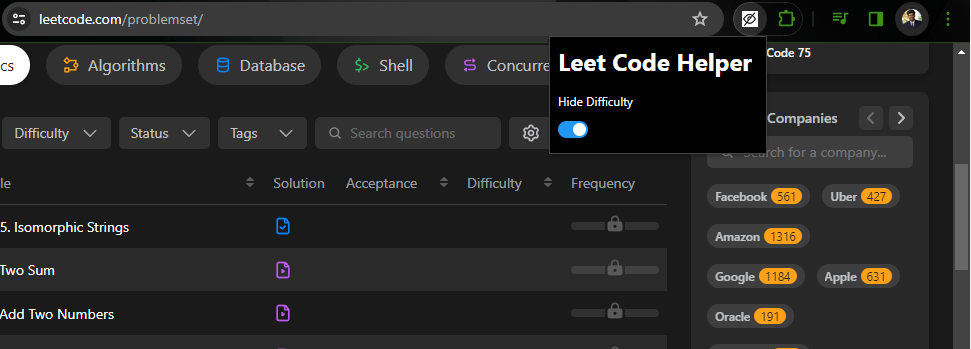 leetcode.com/problemset/
cs
Algorithms
Database
Shell
Concurre
Leet Code Helper
Hide Difficulty
Code 75
Difficulty
Status
Tags
Search questions
Companies
Search for a company...
le
Solution
Acceptance
Difficulty
Frequency
5. Isomorphic Strings
Two Sum
Add Two Numbers
Facebook 561
Uber 427
Amazon 1316
Google 1184
Apple 631
Oracle 191